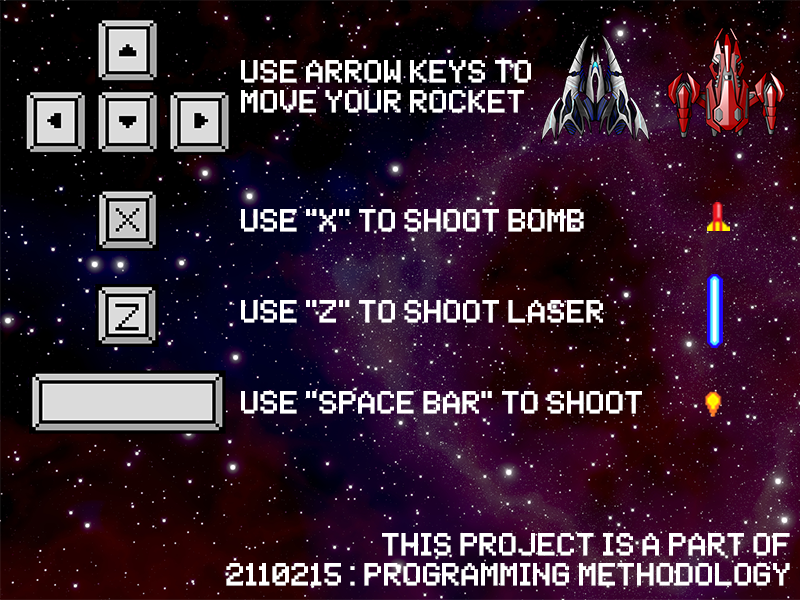 USE ARROW KEYS TO
MOVE YOUR ROCKET
X
USE "X" TO SHOOT BOMB
Z
USE "Z" TO SHOOT LASER
USE "SPACE BAR" TO SHOOT
THIS PROJECT IS A PART OF
2110215 : PROGRAMMING METHODOLOGY